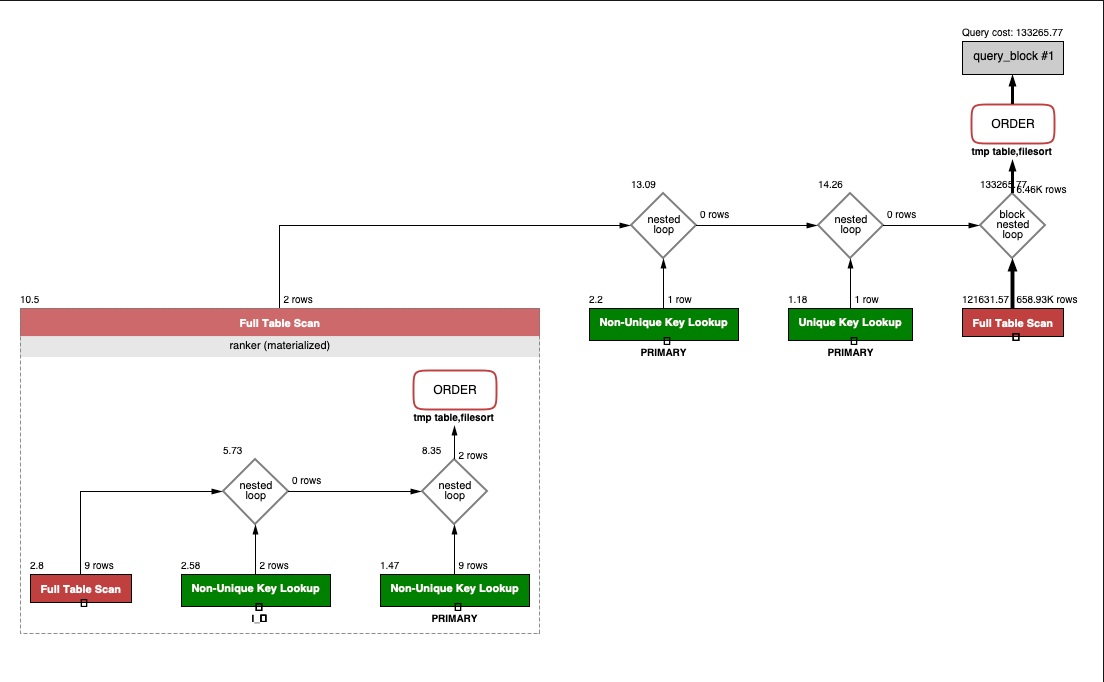 Query cost: 133265.77
query_block #1
ORDER
tmp table,filesort
133265.77
6.46K rows
13.09
nested
loop
0 rows
14.26
nested
loop
0 rows
block
nested
loop
10.5
2 rows
2.2
1 row
1.18
1 row
121631.57
658.93K rows
Full Table Scan
Non-Unique Key Lookup
Unique Key Lookup
Full Table Scan
ranker (materialized)
PRIMARY
PRIMARY
ORDER
tmp table,filesort
5.73
nested
loop
0 rows
8.35
2 rows
nested
loop
2.8
9 rows
2.58
2 rows
1.47
9 rows
Full Table Scan
Non-Unique Key Lookup
Non-Unique Key Lookup
PRIMARY